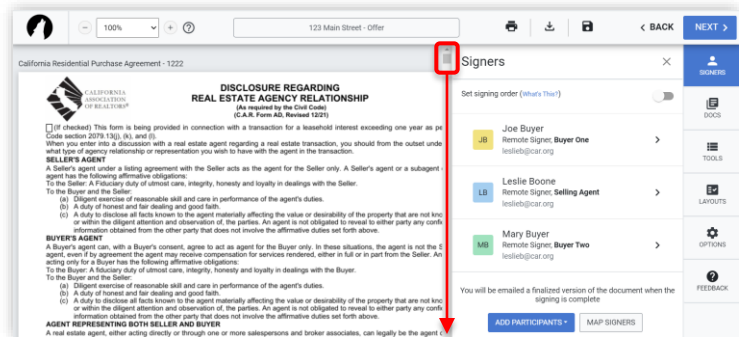 100%
123 Main Street - Offer
BACK
NEXT
California Residential Purchase Agreement - 1222
CALIFORNIA
ASSOCIATION
OF REALTORS®
DISCLOSURE REGARDING
REAL ESTATE AGENCY RELATIONSHIP
(As required by the Civil Code)
(C.A.R. Form AD, Revised 12/21)
(If checked) This form is being provided in connection with a transaction for a leasehold interest exceeding one year as pe
Code section 2079.13(j), (k), and (l).
When you enter into a discussion with a real estate agent regarding a real estate transaction, you should from the outset unde
what type of agency relationship or representation you wish to have with the agent in the transaction.
SELLER'S AGENT
A Seller's agent under a listing agreement with the Seller acts as the agent for the Seller only. A Seller's agent or a subagent
agent has the following affirmative obligations:
To the Seller: A Fiduciary duty of utmost care, integrity, honesty and loyalty in dealings with the Seller.
To the Buyer and the Seller:
(a) Diligent exercise of reasonable skill and care in performance of the agent's duties.
(b) A duty of honest and fair dealing and good faith.
(c) A duty to disclose all facts known to the agent materially affecting the value or desirability of the property that are not kno
or within the diligent attention and observation of, the parties. An agent is not obligated to reveal to either party any confi
information obtained from the other party that does not involve the affirmative duties set forth above.
BUYER'S AGENT
A Buyer's agent can, with a Buyer's consent, agree to act as agent for the Buyer only. In these situations, the agent is not the S
agent, even if by agreement the agent may receive compensation for services rendered, either in full or in part from the Seller. An
acting only for a Buyer has the following affirmative obligations:
To the Buyer: A fiduciary duty of utmost care, integrity, honesty and loyalty in dealings with the Buyer.
To the Buyer and the Seller:
(a) Diligent exercise of reasonable skill and care in performance of the agent's duties.
(b) A duty of honest and fair dealing and good faith.
(c) A duty to disclose all facts known to the agent materially affecting the value or desirability of the property that are not kno
or within the diligent attention and observation of, the parties. An agent is not obligated to reveal to either party any confi
information obtained from the other party that does not involve the affirmative duties set forth above.
AGENT REPRESENTING BOTH SELLER AND BUYER
A real estate agent, either acting directly or through one or more salespersons and broker associates, can legally be the agent
Signers
Set signing order (What's This?)
JB
Joe Buyer
Remote Signer, Buyer One
leslieb@car.org
LB
Leslie Boone
Remote Signer, Selling Agent
leslieb@car.org
MB
Mary Buyer
Remote Signer, Buyer Two
leslieb@car.org
You will be emailed a finalized version of the document when the
signing is complete
ADD PARTICIPANTS
MAP SIGNERS
SIGNERS
DOCS
TOOLS
LAYOUTS
OPTIONS
FEEDBACK